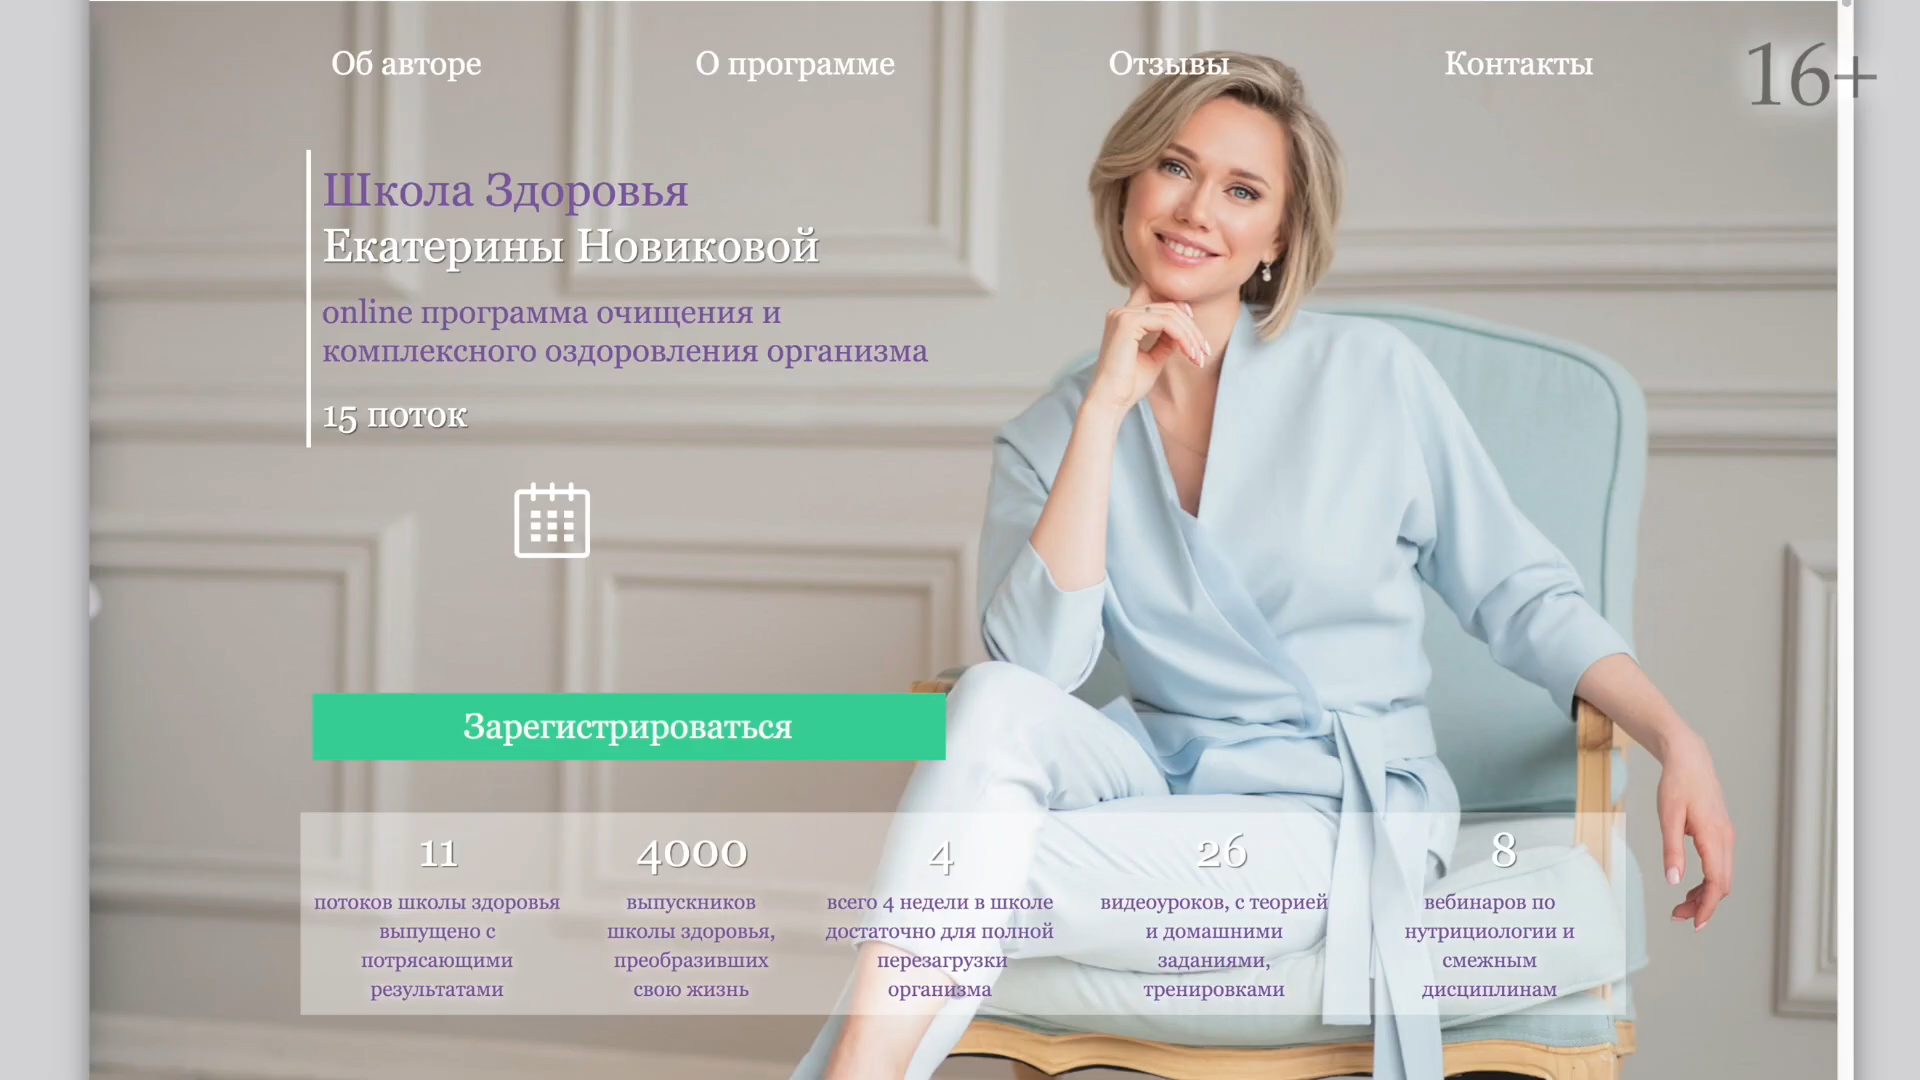 Об авторе
О программе
Отзывы
Контакты
16+
Школа Здоровья
Екатерины Новиковой
online программа очищения и
комплексного оздоровления организма
15 поток
Зарегистрироваться
11
потоков школы здоровья
выпущено с
потрясающими
результатами
4000
выпускников
школы здоровья,
преобразивших
свою жизнь
4
всего 4 недели в школе
достаточно для полной
перезагрузки
организма
26
видеоуроков, с теорией
и домашними
заданиями,
тренировками
8
вебинаров по
нутрициологии и
смежным
дисциплинам